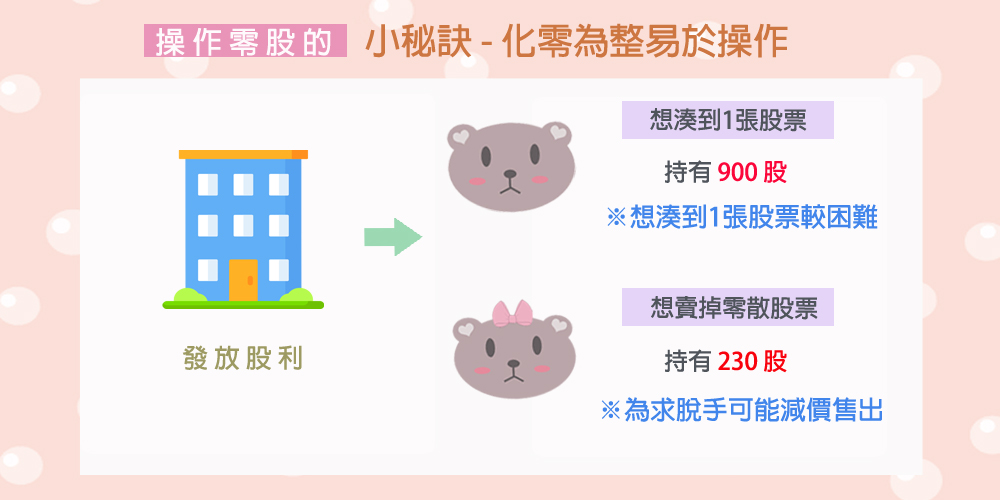 操作零股的 小秘訣 - 化零為整易於操作
想湊到1張股票
持有 900 股
※想湊到1張股票較困難
發放股利
想賣掉零散股票
持有 230 股
※為求脫手可能減價售出